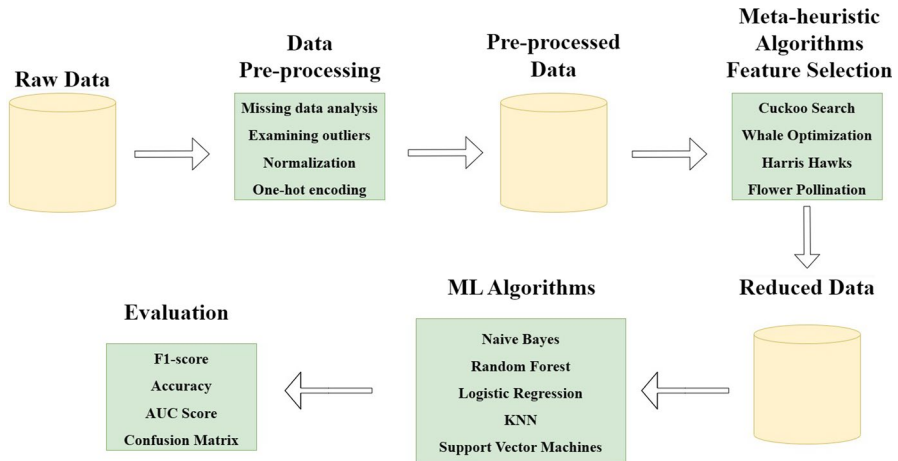 Raw Data
Data
Pre-processing
Missing data analysis
Examining outliers
Normalization
One-hot encoding
Pre-processed
Data
Meta-heuristic
Algorithms
Feature Selection
Cuckoo Search
Whale Optimization
Harris Hawks
Flower Pollination
Reduced Data
ML Algorithms
Naive Bayes
Random Forest
Logistic Regression
KNN
Support Vector Machines
Evaluation
F1-score
Accuracy
AUC Score
Confusion Matrix